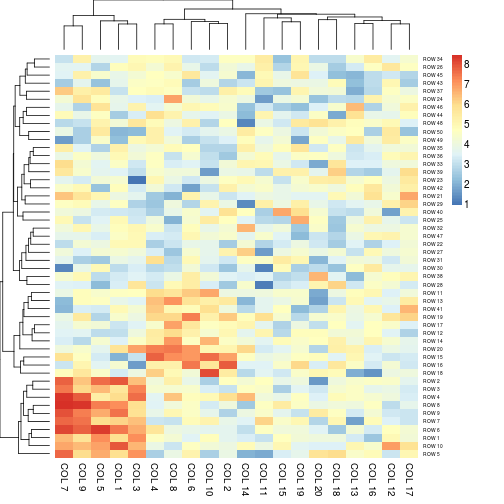 ROW 34
ROW 26
ROW 45
ROW 43
ROW 37
ROW 24
ROW 46
ROW 44
ROW 48
ROW 50
ROW 49
ROW 35
ROW 36
ROW 33
ROW 39
ROW 23
ROW 42
ROW 21
ROW 29
ROW 40
ROW 25
ROW 32
ROW 47
ROW 22
ROW 27
ROW 31
ROW 30
ROW 38
ROW 28
ROW 11
ROW 13
ROW 41
ROW 19
ROW 17
ROW 12
ROW 14
ROW 20
ROW 15
ROW 16
ROW 18
ROW 2
ROW 3
ROW 4
ROW 8
ROW 9
ROW 7
ROW 6
ROW 1
ROW 10
ROW 5
8
7
6
5
4
3
2
1
COL 7
COL 9
COL 5
COL 1
COL 3
COL 4
COL 8
COL 6
COL 10
COL 2
COL 14
COL 11
COL 15
COL 19
COL 20
COL 18
COL 13
COL 16
COL 12
COL 17